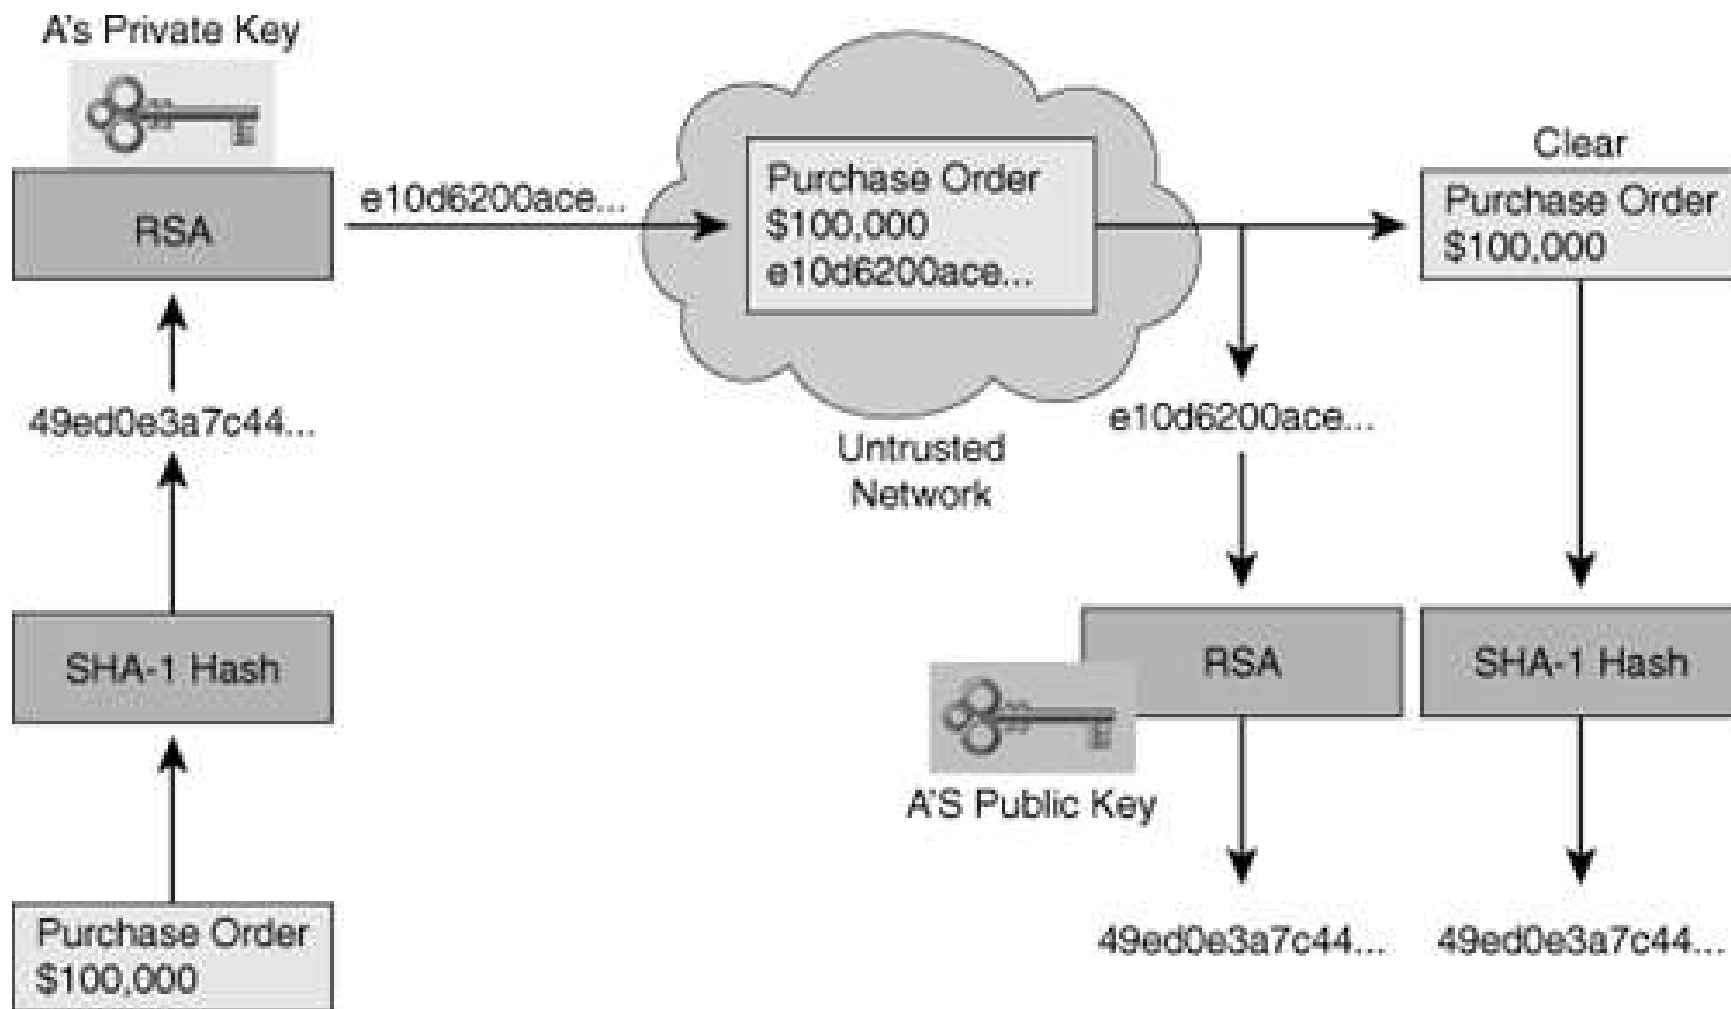 A's Private Key
RSA
e10d6200ace...
49ed0e3a7c44...
SHA-1 Hash
Purchase Order
$100,000
Purchase Order
$100,000
e10d6200ace...
Untrusted
Network
Clear
Purchase Order
$100,000
e10d6200ace...
RSA
SHA-1 Hash
A'S Public Key
49ed0e3a7c44...
49ed0e3a7c44...